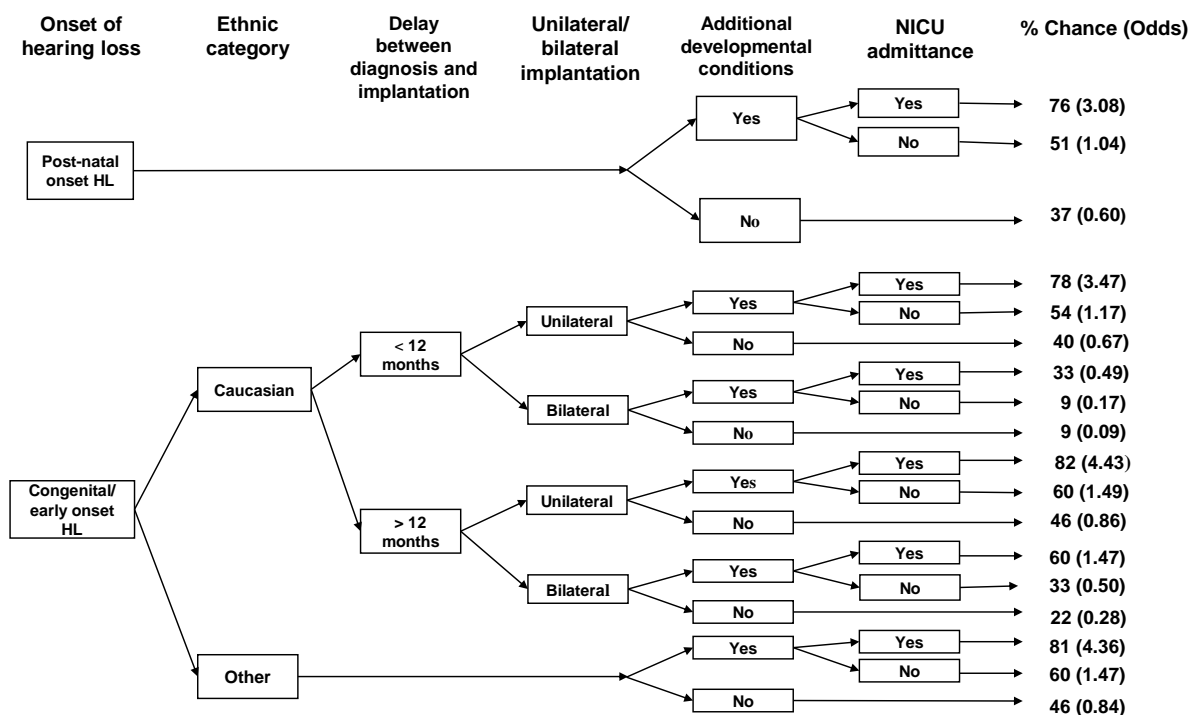 Onset of
hearing loss
Ethnic
category
Delay
between
diagnosis and
implantation
Unilateral/
bilateral
implantation
Additional
developmental
conditions
NICU
admittance
% Chance (Odds)
Post-natal
onset HL
Yes
Yes
76 (3.08)
No
51 (1.04)
No
37 (0.60)
Congenital/
early onset
HL
Caucasian
< 12
months
Unilateral
Yes
Yes
78 (3.47)
No
54 (1.17)
No
40 (0.67)
Bilateral
Yes
Yes
33 (0.49)
No
9 (0.17)
No
9 (0.09)
> 12
months
Unilateral
Yes
Yes
82 (4.43)
No
60 (1.49)
No
46 (0.86)
Bilateral
Yes
Yes
60 (1.47)
No
33 (0.50)
No
22 (0.28)
Other
Yes
Yes
81 (4.36)
No
60 (1.47)
No
46 (0.84)